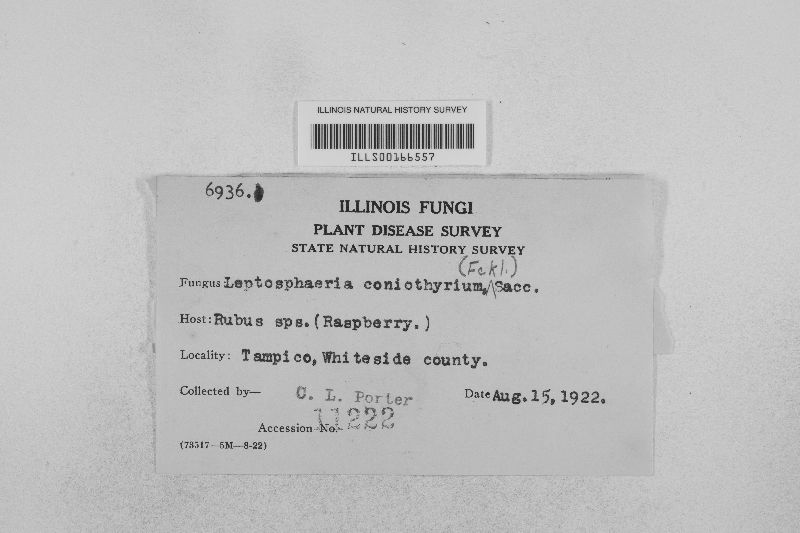 ILLINOIS NATURAL HISTORY SURVEY
ILLS00166557
6936.
ILLINOIS FUNGI
PLANT DISEASE SURVEY
STATE NATURAL HISTORY SURVEY
(Fckl.)
Fungus Leptosphaeria coniothyrium, Sacc.
Host: Rubus sps. (Raspberry.)
Locality: Tampico, Whiteside county.
Collected by— C. L. Porter Date Aug. 15, 1922.
Accession No. 11222
(73517—5M—8-22)